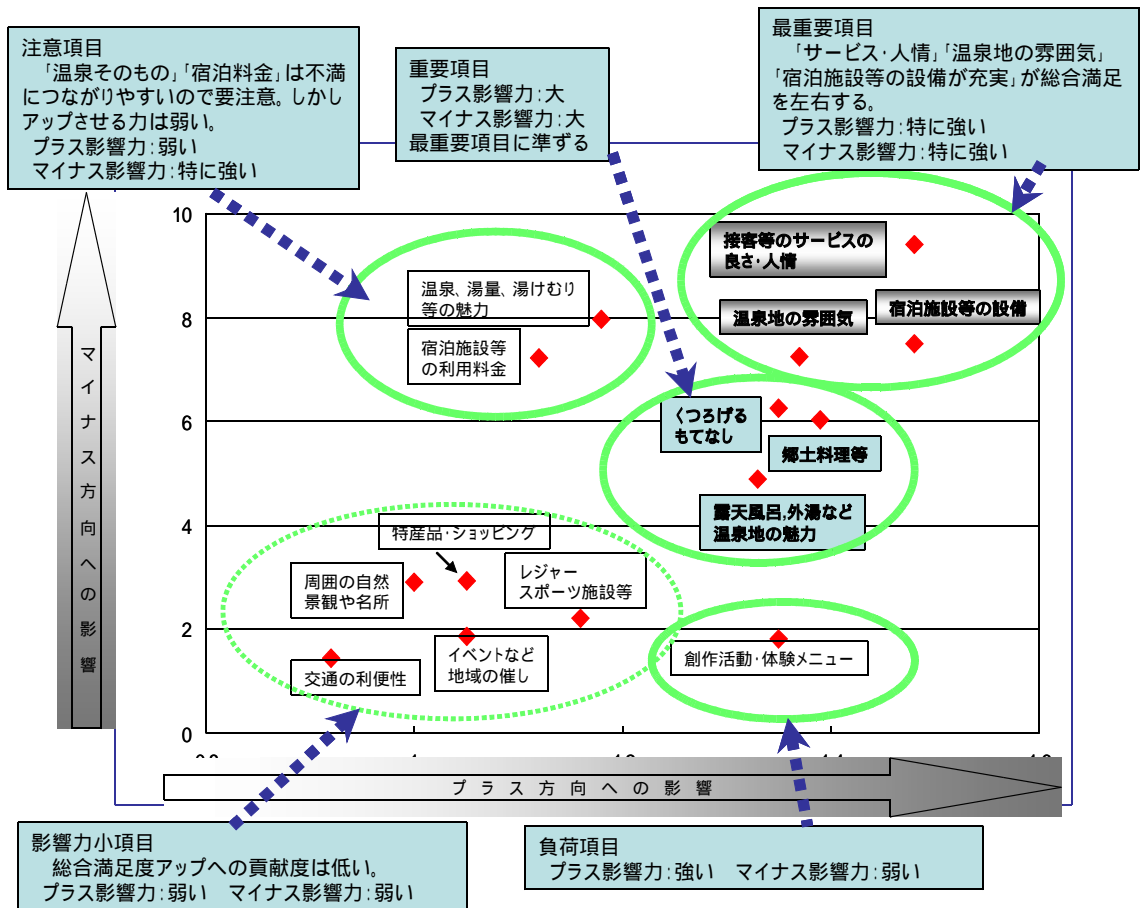 注意項目
「温泉そのもの」「宿泊料金」は不満
につながりやすいので要注意。しかし
アップさせる力は弱い。
プラス影響力:弱い
マイナス影響力:特に強い
重要項目
プラス影響力:大
マイナス影響力:大
最重要項目に準ずる
最重要項目
「サービス・人情」「温泉地の雰囲気」
「宿泊施設等の設備が充実」が総合満足
を左右する。
プラス影響力:特に強い
マイナス影響力:特に強い
マイナス方向への影響
10
8
6
4
2
0
接客等のサービスの
良さ・人情
温泉、湯量、湯けむり
等の魅力
宿泊施設等の設備
温泉地の雰囲気
宿泊施設等
の利用料金
くつろげる
もてなし
郷土料理等
露天風呂,外湯など
温泉地の魅力
特産品・ショッピング
レジャー
スポーツ施設等
周囲の自然
景観や名所
イベントなど
地域の催し
交通の利便性
創作活動・体験メニュー
プラス方向への影響
影響力小項目
総合満足度アップへの貢献度は低い。
プラス影響力:弱い マイナス影響力:弱い
負荷項目
プラス影響力:強い マイナス影響力:弱い